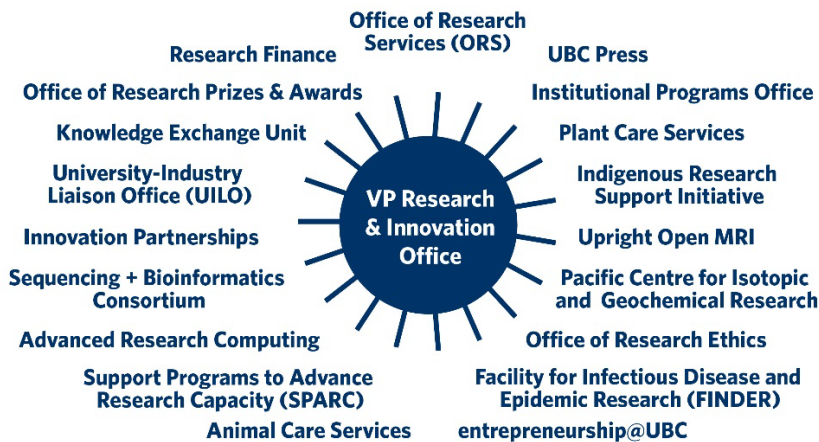 Office of Research
Services (ORS)
Research Finance
UBC Press
Office of Research Prizes & Awards
Institutional Programs Office
Knowledge Exchange Unit
Plant Care Services
University-Industry
Liaison Office (UILO)
Indigenous Research
Support Initiative
VP Research
& Innovation
Office
Innovation Partnerships
Upright Open MRI
Sequencing + Bioinformatics
Consortium
Pacific Centre for Isotopic
and Geochemical Research
Advanced Research Computing
Office of Research Ethics
Support Programs to Advance
Research Capacity (SPARC)
Facility for Infectious Disease and
Epidemic Research (FINDER)
Animal Care Services
entrepreneurship@UBC